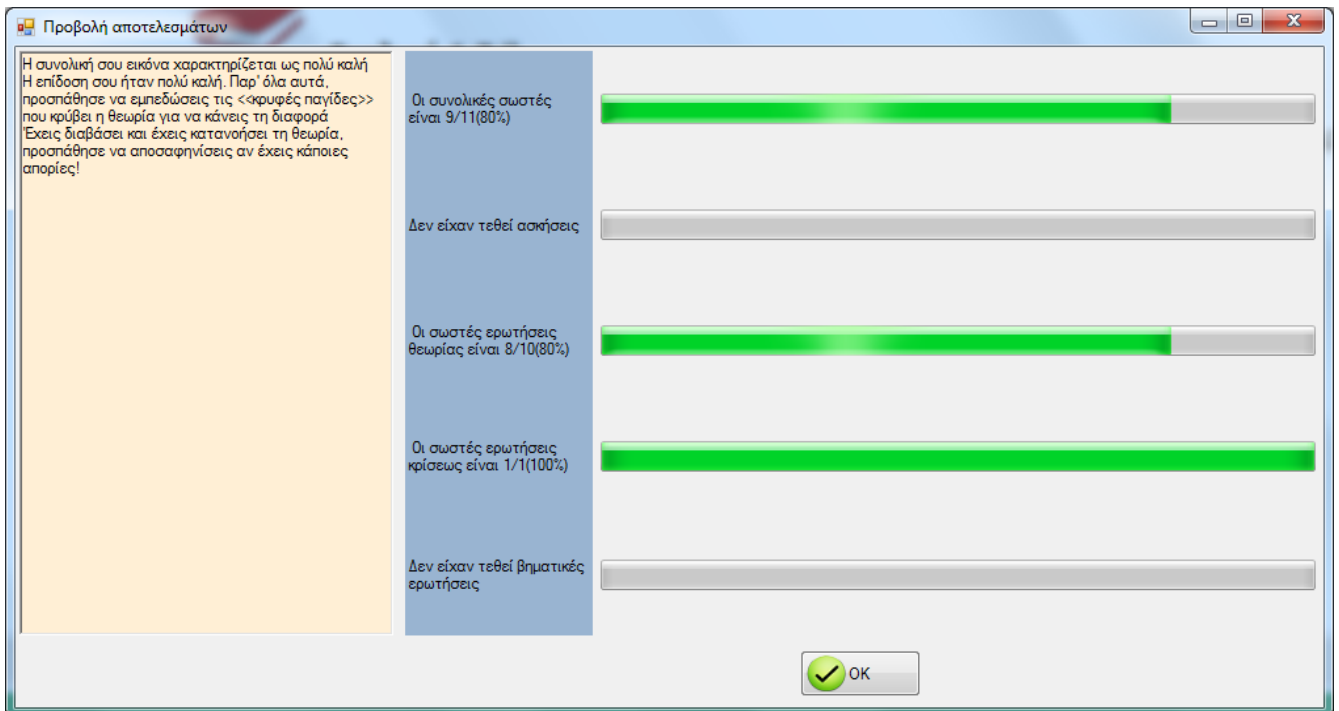 Προβολή αποτελεσμάτων
Η συνολική σου εικόνα χαρακτηρίζεται ως πολύ καλή
Η επίδοση σου ήταν πολύ καλή. Παρ' όλα αυτά,
προσπάθησε να εμπεδώσεις τις <<κρυφές παγίδες>>
που κρύβει η θεωρία για να κάνεις τη διαφορά
Έχεις διαβάσει και έχεις κατανοήσει τη θεωρία,
προσπάθησε να αποσαφηνίσεις αν έχεις κάποιες
απορίες!
Οι συνολικές σωστές
είναι 9/11(80%)
Δεν είχαν τεθεί ασκήσεις
Οι σωστές ερωτήσεις
θεωρίας είναι 8/10(80%)
Οι σωστές ερωτήσεις
κρίσεως είναι 1/1(100%)
Δεν είχαν τεθεί βηματικές
ερωτήσεις
OK